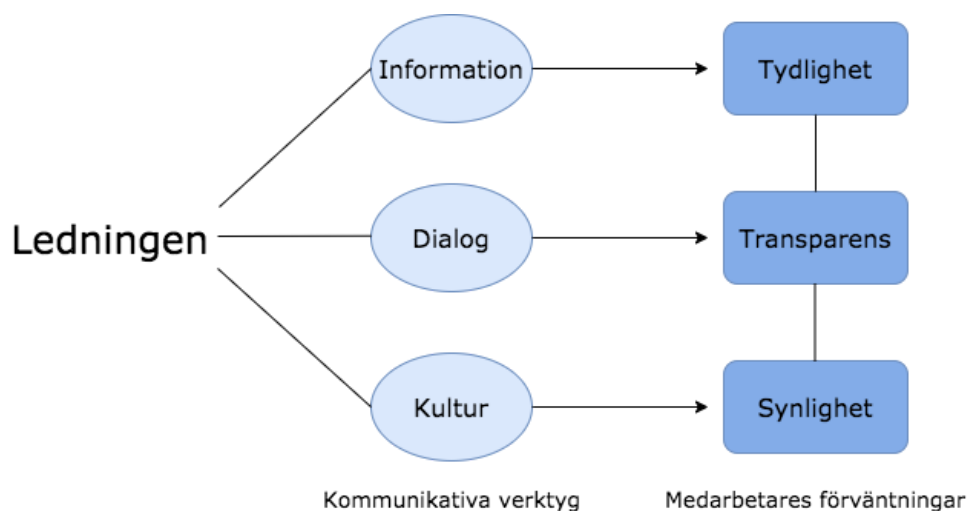 Information
Tydlighet
Ledningen
Dialog
Transparens
Kultur
Synlighet
Kommunikativa verktyg
Medarbetares förväntningar